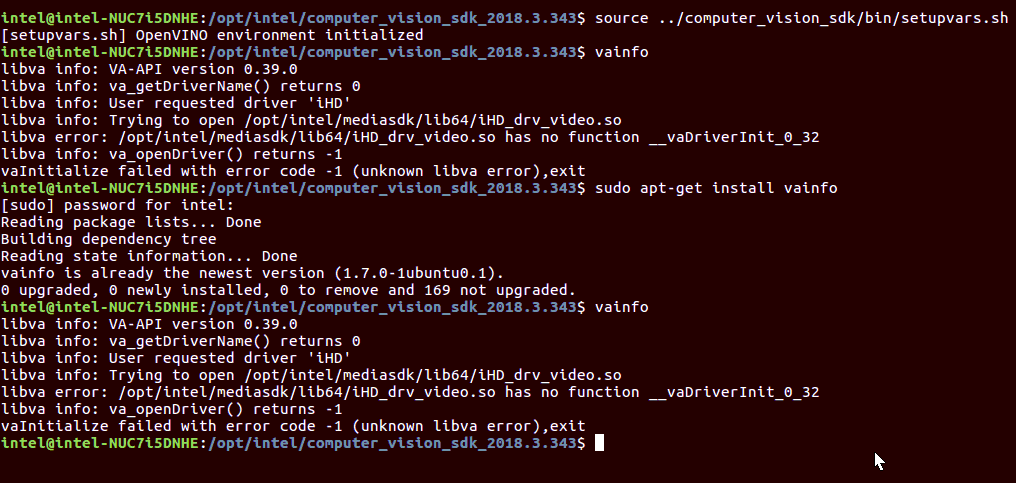 intel@intel-NUC7i5DNHE:/opt/intel/computer_vision_sdk_2018.3.343$ source ../computer_vision_sdk/bin/setupvars.sh
[setupvars.sh] OpenVINO environment initialized
intel@intel-NUC7i5DNHE:/opt/intel/computer_vision_sdk_2018.3.343$ vainfo
libva info: VA-API version 0.39.0
libva info: va_getDriverName() returns 0
libva info: User requested driver 'iHD'
libva info: Trying to open /opt/intel/mediasdk/lib64/iHD_drv_video.so
libva error: /opt/intel/mediasdk/lib64/iHD_drv_video.so has no function __vaDriverInit_0_32
libva info: va_openDriver() returns -1
vaInitialize failed with error code -1 (unknown libva error),exit
intel@intel-NUC7i5DNHE:/opt/intel/computer_vision_sdk_2018.3.343$ sudo apt-get install vainfo
[sudo] password for intel:
Reading package lists... Done
Building dependency tree
Reading state information... Done
vainfo is already the newest version (1.7.0-1ubuntu0.1).
0 upgraded, 0 newly installed, 0 to remove and 169 not upgraded.
intel@intel-NUC7i5DNHE:/opt/intel/computer_vision_sdk_2018.3.343$ vainfo
libva info: VA-API version 0.39.0
libva info: va_getDriverName() returns 0
libva info: User requested driver 'iHD'
libva info: Trying to open /opt/intel/mediasdk/lib64/iHD_drv_video.so
libva error: /opt/intel/mediasdk/lib64/iHD_drv_video.so has no function __vaDriverInit_0_32
libva info: va_openDriver() returns -1
vaInitialize failed with error code -1 (unknown libva error),exit
intel@intel-NUC7i5DNHE:/opt/intel/computer_vision_sdk_2018.3.343$